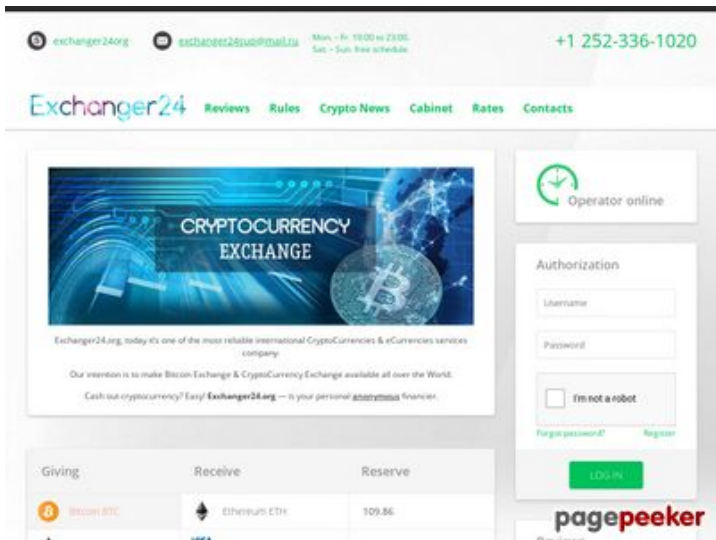 exchanger24org
exchanger24sup@mail.ru
Mon. – Fr. 10:00 to 23:00.
Sat. – Sun. free schedule.
+1 252-336-1020
Exchanger24
Reviews Rules Crypto News Cabinet Rates Contacts
CRYPTOCURRENCY
EXCHANGE
Exchanger24.org, today it's one of the most reliable international CryptoCurrencies & eCurrencies services
company.
Our intention is to make Bitcoin Exchange & CryptoCurrency Exchange available all over the World.
Cash out cryptocurrency? Easy! Exchanger24.org — is your personal anonymous financier.
Operator online
Authorization
Username
Password
I'm not a robot
Forgot password? Register
LOG IN
Giving Receive Reserve
Bitcoin BTC Ethereum ETH 109.86
pagepeeker
Reviews